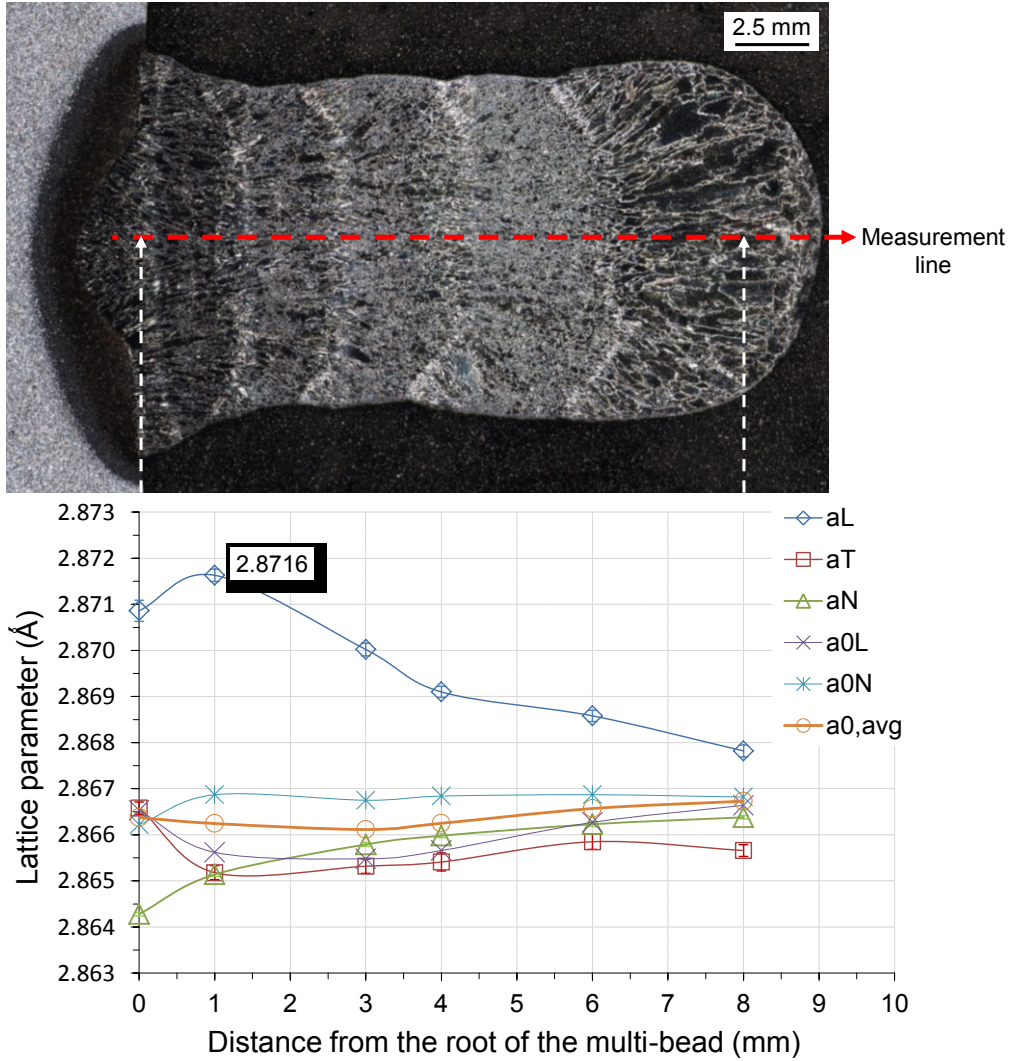 2.5 mm
Measurement
line
2.873
2.872
2.871
2.870
2.869
2.868
2.867
2.866
2.865
2.864
2.863
Lattice parameter (Å)
2.8716
aL
aT
aN
a0L
a0N
a0,avg
0 1 2 3 4 5 6 7 8 9 10
Distance from the root of the multi-bead (mm)